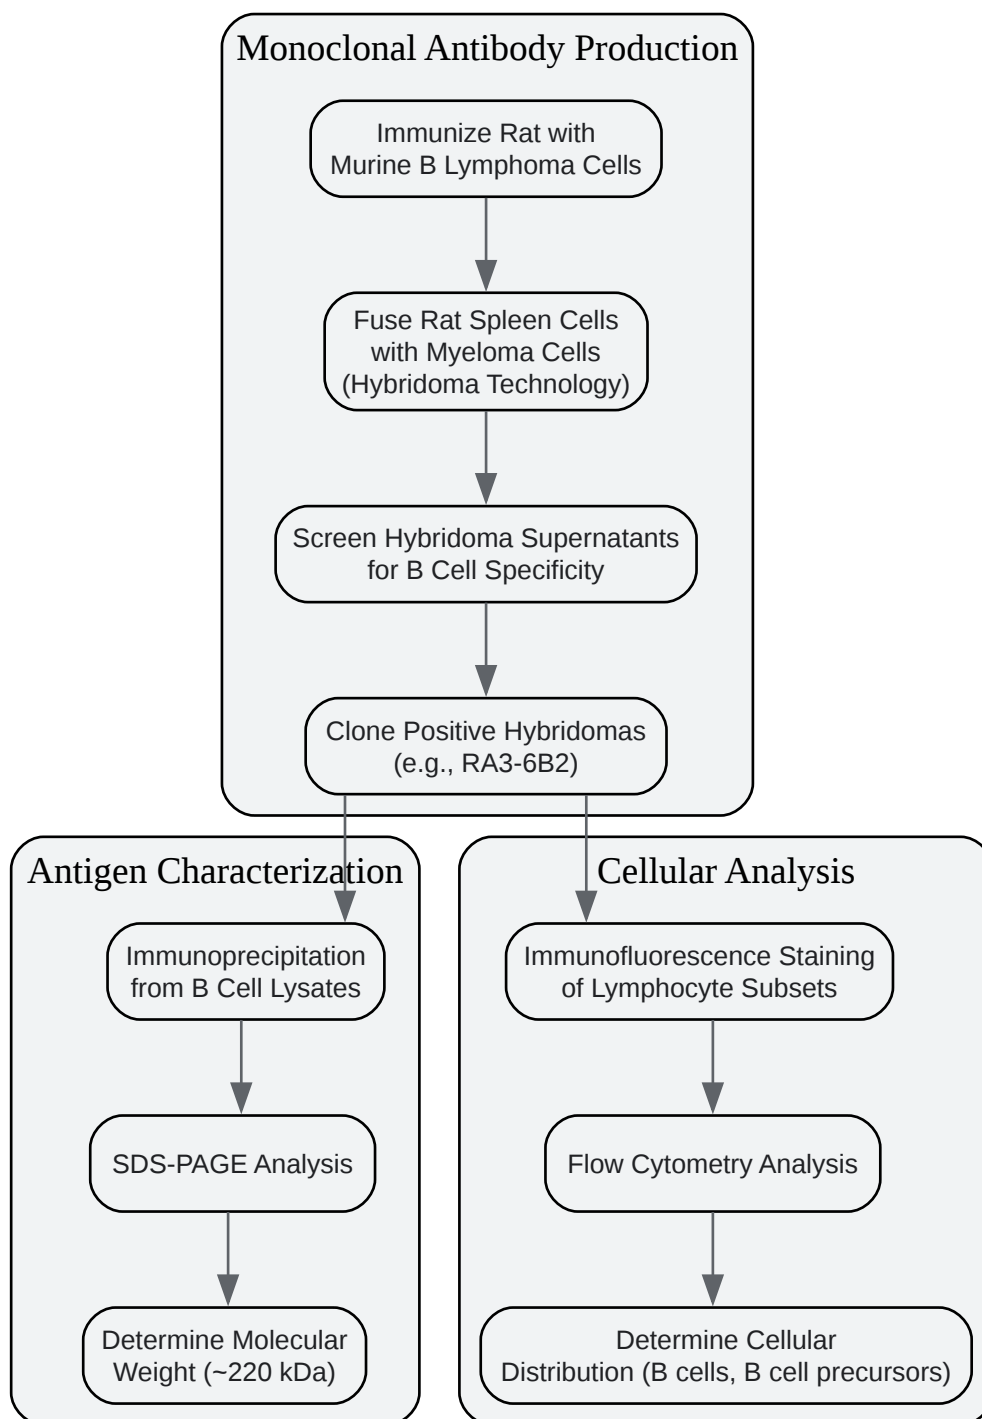 Monoclonal Antibody Production
Immunize Rat with
Murine B Lymphoma Cells
Fuse Rat Spleen Cells
with Myeloma Cells
(Hybridoma Technology)
Screen Hybridoma Supernatants
for B Cell Specificity
Clone Positive Hybridomas
(e.g., RA3-6B2)
Antigen Characterization
Immunoprecipitation
from B Cell Lysates
SDS-PAGE Analysis
Determine Molecular
Weight (~220 kDa)
Cellular Analysis
Immunofluorescence Staining
of Lymphocyte Subsets
Flow Cytometry Analysis
Determine Cellular
Distribution (B cells, B cell precursors)